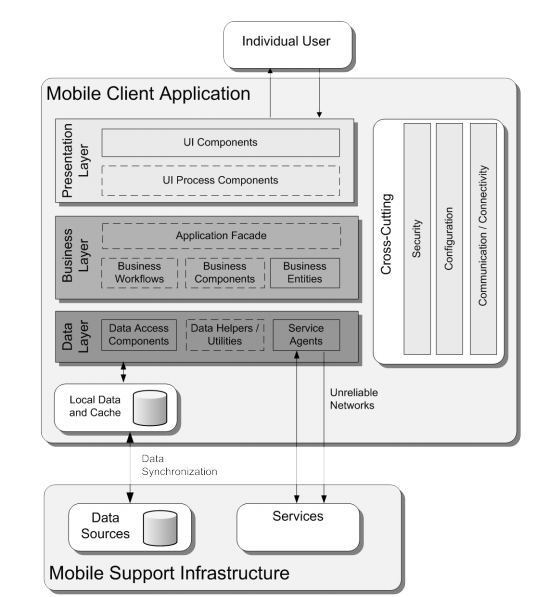 Individual User
Mobile Client Application
Presentation
Layer
UI Components
UI Process Components
Business
Layer
Application Facade
Business
Workflows
Business
Components
Business
Entities
Data
Layer
Data Access
Components
Data Helpers /
Utilities
Service
Agents
Cross-Cutting
Security
Configuration
Communication / Connectivity
Local Data
and Cache
Unreliable
Networks
Data
Synchronization
Data
Sources
Services
Mobile Support Infrastructure